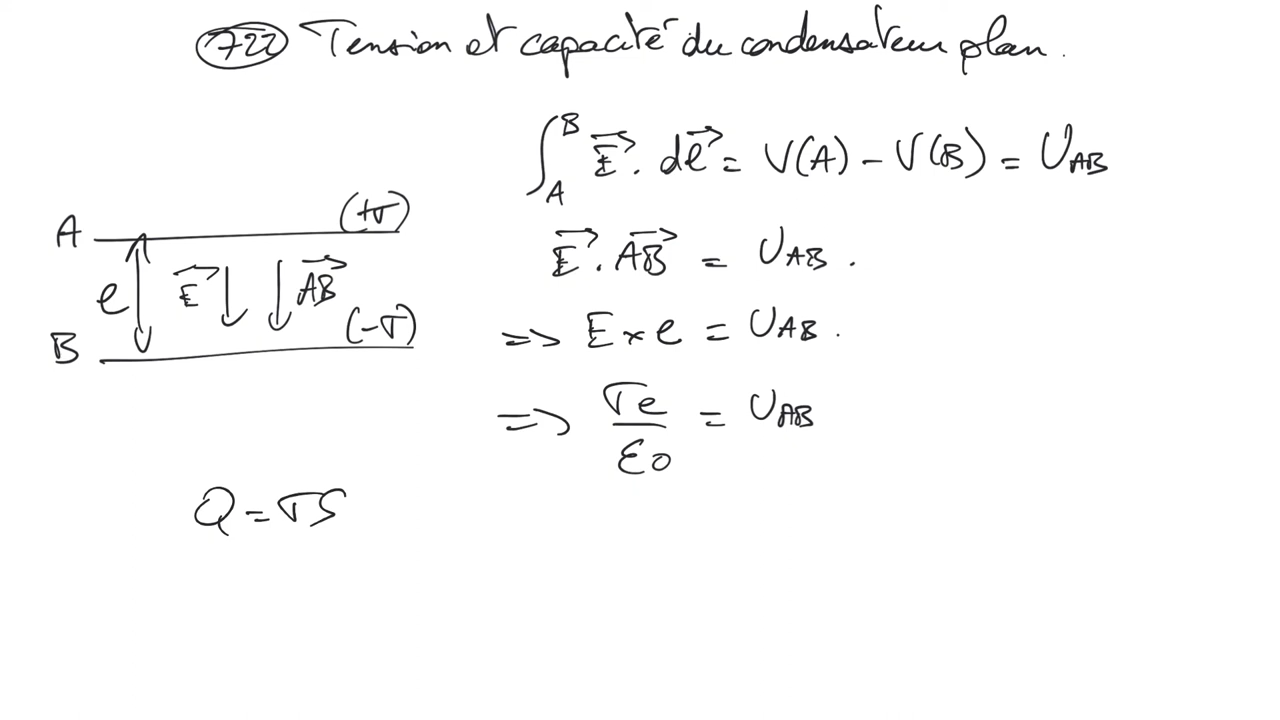 722 Tension et capacité du condensateur plan.
∫_A^B E⃗ . dℓ⃗ = V(A) - V(B) = U_AB
A (+σ)
e E⃗ AB⃗
B (-σ)
E⃗ . AB⃗ = U_AB .
=> E × e = U_AB .
=> σe / ε0 = U_AB
Q = σS